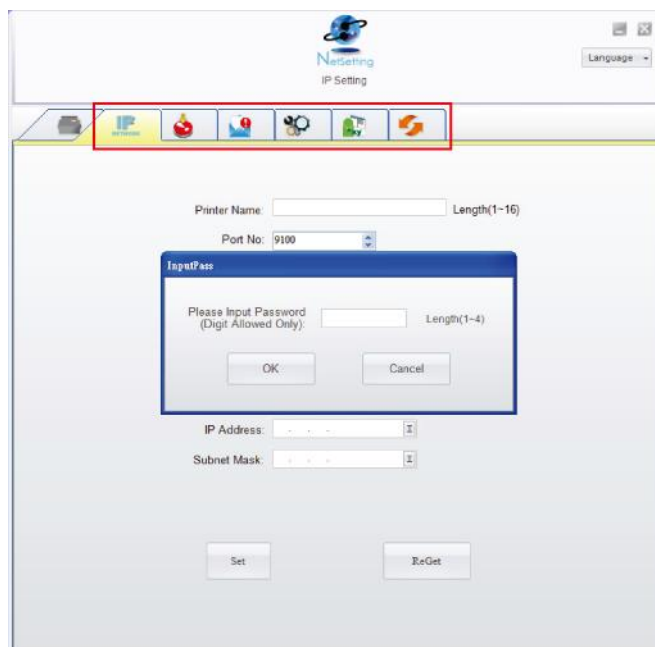 NetSetting
Language
IP Setting
IP
Printer Name:
Length(1~16)
Port No: 9100
InputPass
Please Input Password
(Digit Allowed Only):
Length(1~4)
OK
Cancel
IP Address:
Subnet Mask:
Set
ReGet